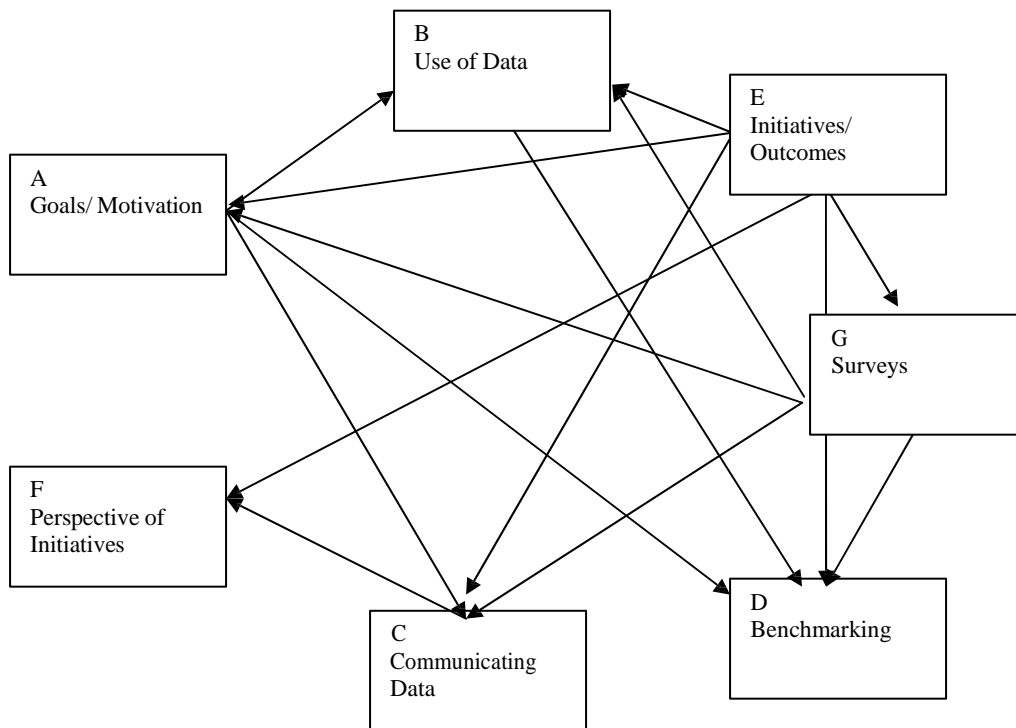 B
Use of Data
E
Initiatives/
Outcomes
A
Goals/ Motivation
G
Surveys
F
Perspective of
Initiatives
C
Communicating
Data
D
Benchmarking